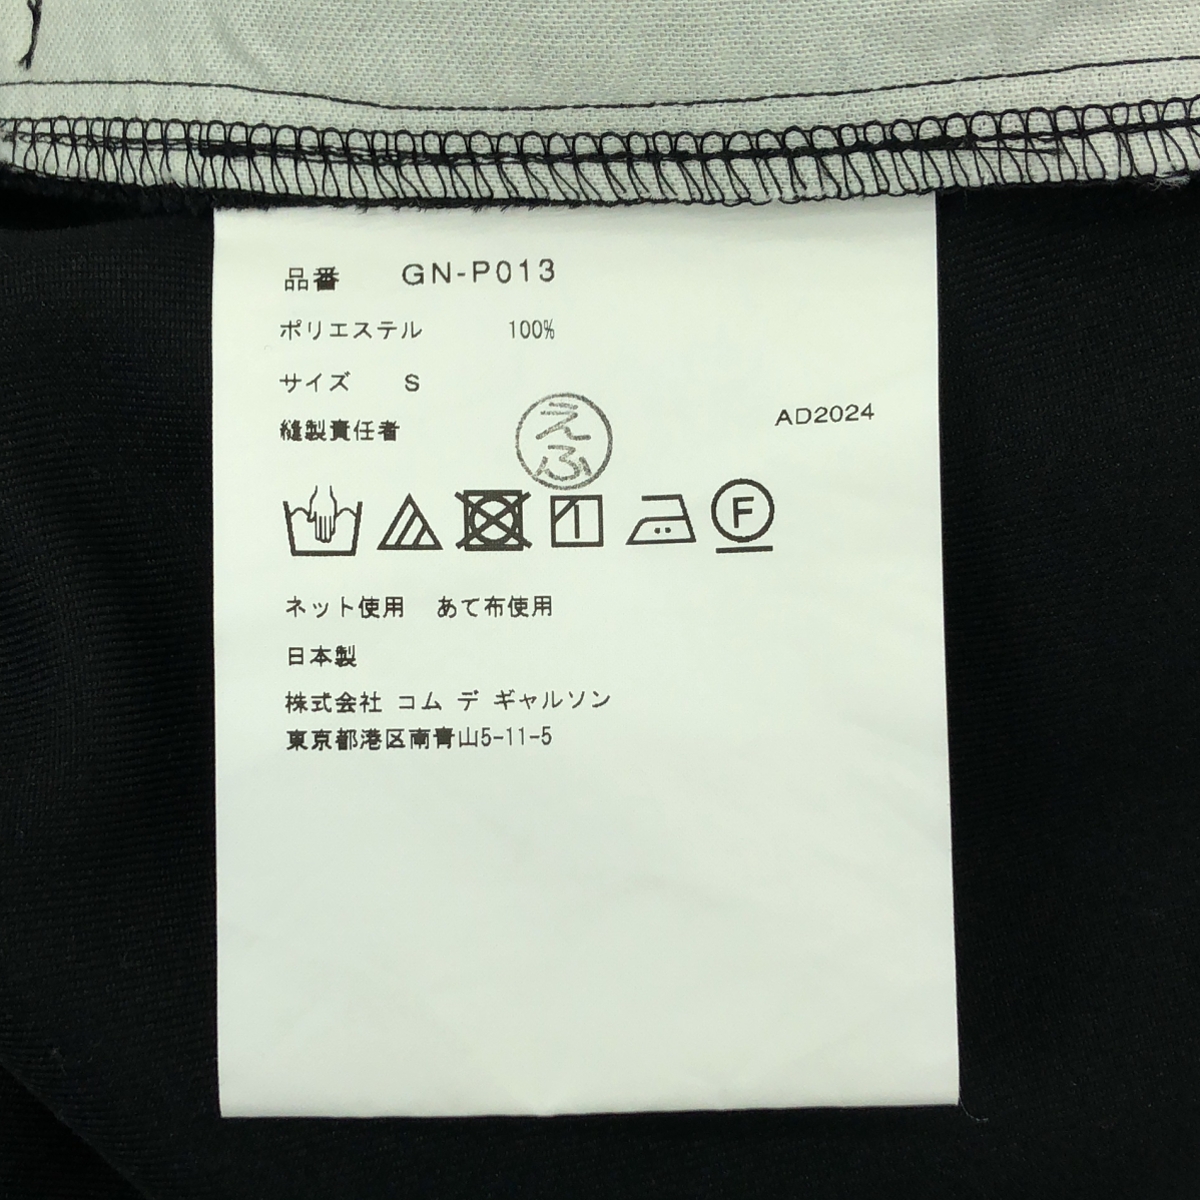 品番 GN-P013
ポリエステル 100%
サイズ S
縫製責任者 えふ
AD2024
F
ネット使用 あて布使用
日本製
株式会社 コム デ ギャルソン
東京都港区南青山5-11-5